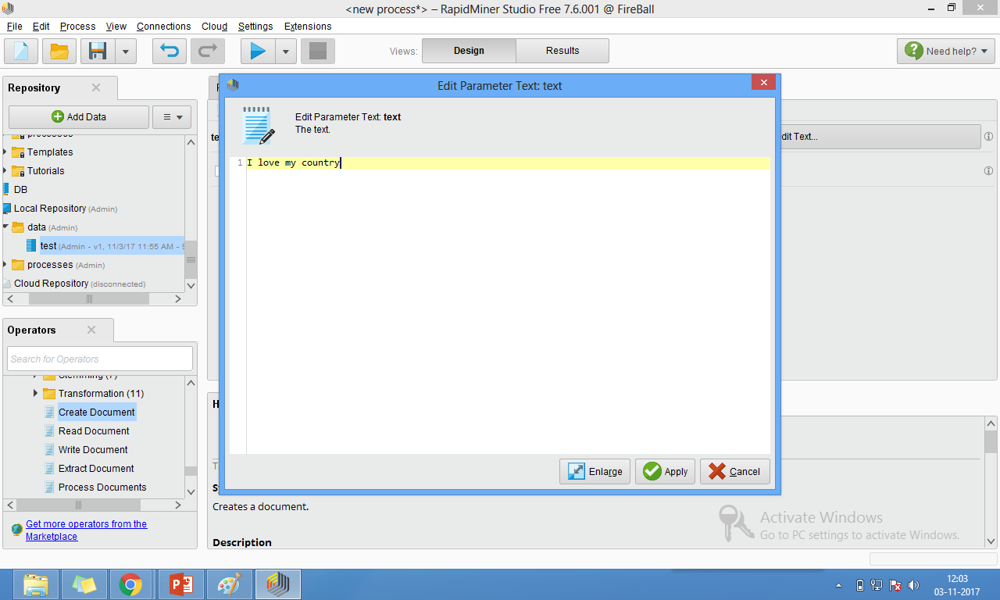 <new process*> – RapidMiner Studio Free 7.6.001 @ FireBall
File Edit Process View Connections Cloud Settings Extensions
Views: Design Results Need help?
Repository
Add Data
processes
Templates
Tutorials
DB
Local Repository (Admin)
data (Admin)
test (Admin – v1, 11/3/17 11:55 AM –
processes (Admin)
Cloud Repository (disconnected)
Operators
Search for Operators
Stemming (7)
Transformation (11)
Create Document
Read Document
Write Document
Extract Document
Process Documents
Get more operators from the
Marketplace
Edit Parameter Text: text
Edit Parameter Text: text
The text.
1 I love my country
Enlarge Apply Cancel
dit Text...
Creates a document.
Description
Activate Windows
Go to PC settings to activate Windows.
12:03
03-11-2017